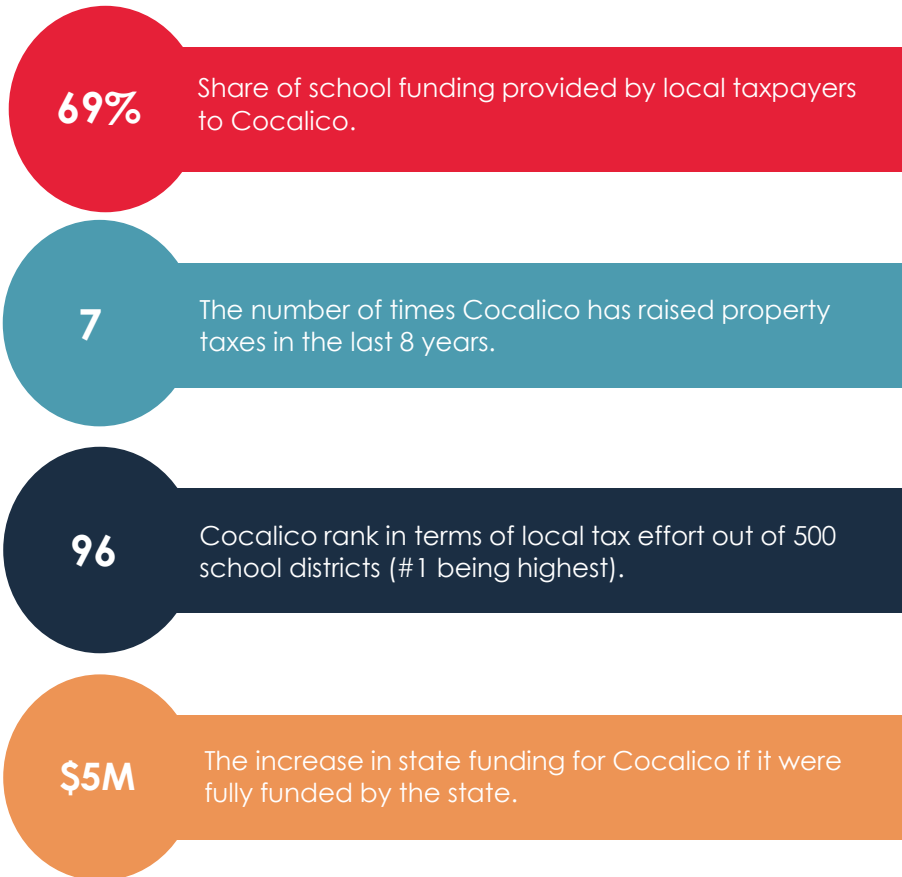 69%
Share of school funding provided by local taxpayers
to Cocalico.
7
The number of times Cocalico has raised property
taxes in the last 8 years.
96
Cocalico rank in terms of local tax effort out of 500
school districts (#1 being highest).
$5M
The increase in state funding for Cocalico if it were
fully funded by the state.